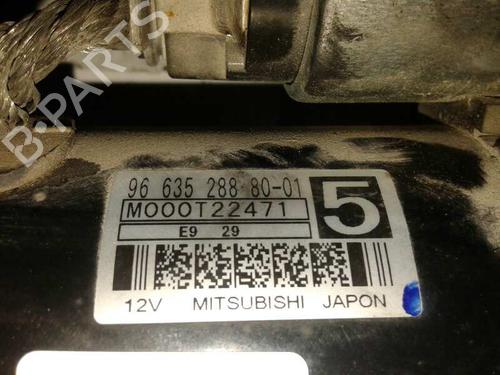 B-PARTS
96 635 288 80-01
M000T22471
5
E9 29
12V MITSUBISHI JAPON